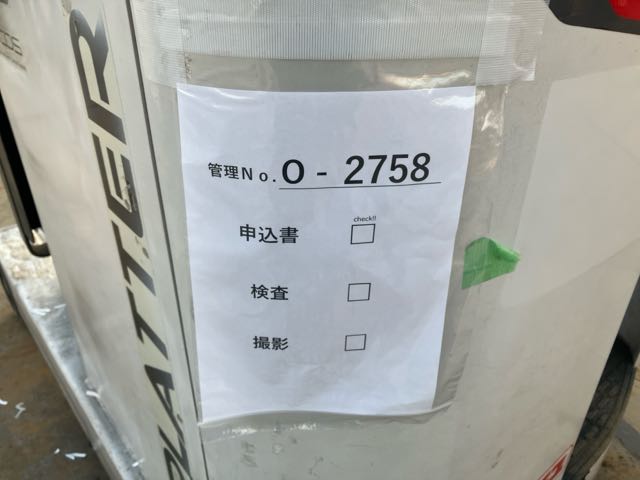 管理No. O - 2758
check!!
申込書
検査
撮影
PLATTER